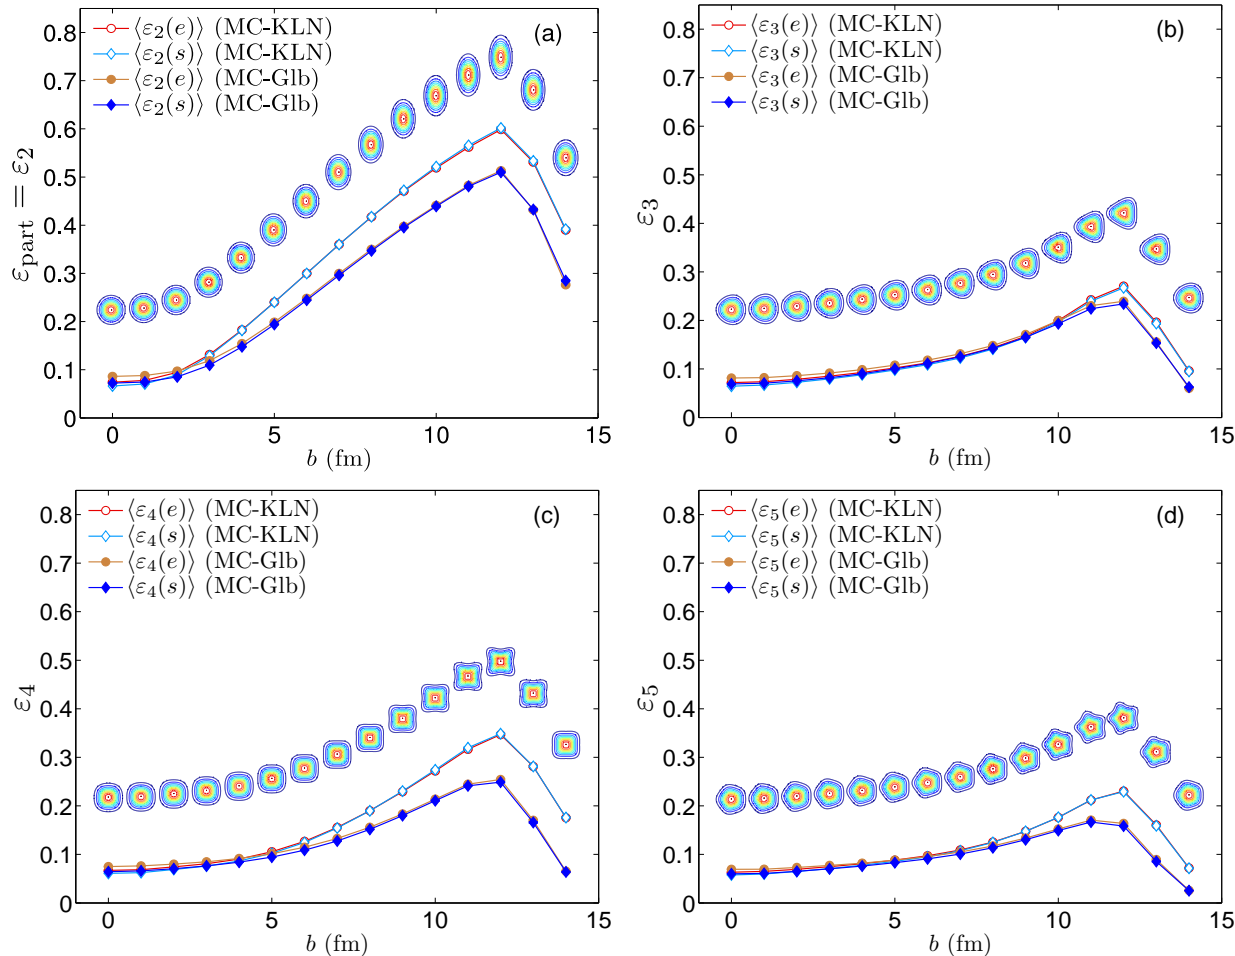 (a)
⟨ε₂(e)⟩ (MC-KLN)
⟨ε₂(s)⟩ (MC-KLN)
⟨ε₂(e)⟩ (MC-Glb)
⟨ε₂(s)⟩ (MC-Glb)
0.8
0.7
0.6
0.5
0.4
0.3
0.2
0.1
0
ε_part = ε₂
0 5 10 15
b (fm)
(b)
⟨ε₃(e)⟩ (MC-KLN)
⟨ε₃(s)⟩ (MC-KLN)
⟨ε₃(e)⟩ (MC-Glb)
⟨ε₃(s)⟩ (MC-Glb)
0.8
0.7
0.6
0.5
0.4
0.3
0.2
0.1
0
ε₃
0 5 10 15
b (fm)
(c)
⟨ε₄(e)⟩ (MC-KLN)
⟨ε₄(s)⟩ (MC-KLN)
⟨ε₄(e)⟩ (MC-Glb)
⟨ε₄(s)⟩ (MC-Glb)
0.8
0.7
0.6
0.5
0.4
0.3
0.2
0.1
0
ε₄
0 5 10 15
b (fm)
(d)
⟨ε₅(e)⟩ (MC-KLN)
⟨ε₅(s)⟩ (MC-KLN)
⟨ε₅(e)⟩ (MC-Glb)
⟨ε₅(s)⟩ (MC-Glb)
0.8
0.7
0.6
0.5
0.4
0.3
0.2
0.1
0
ε₅
0 5 10 15
b (fm)